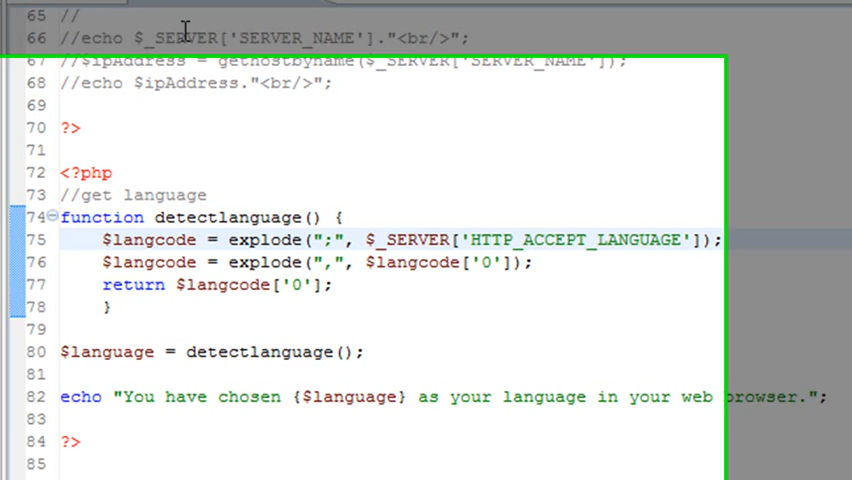 65 //
66 //echo $_SERVER['SERVER_NAME']."<br/>";
67 //$ipAddress = gethostbyname($_SERVER['SERVER_NAME']);
68 //echo $ipAddress."<br/>";
69
70 ?>
71
72 <?php
73 //get language
74 function detectlanguage() {
75 $langcode = explode(";", $_SERVER['HTTP_ACCEPT_LANGUAGE']);
76 $langcode = explode(",", $langcode['0']);
77 return $langcode['0'];
78 }
79
80 $language = detectlanguage();
81
82 echo "You have chosen {$language} as your language in your web browser.";
83
84 ?>
85